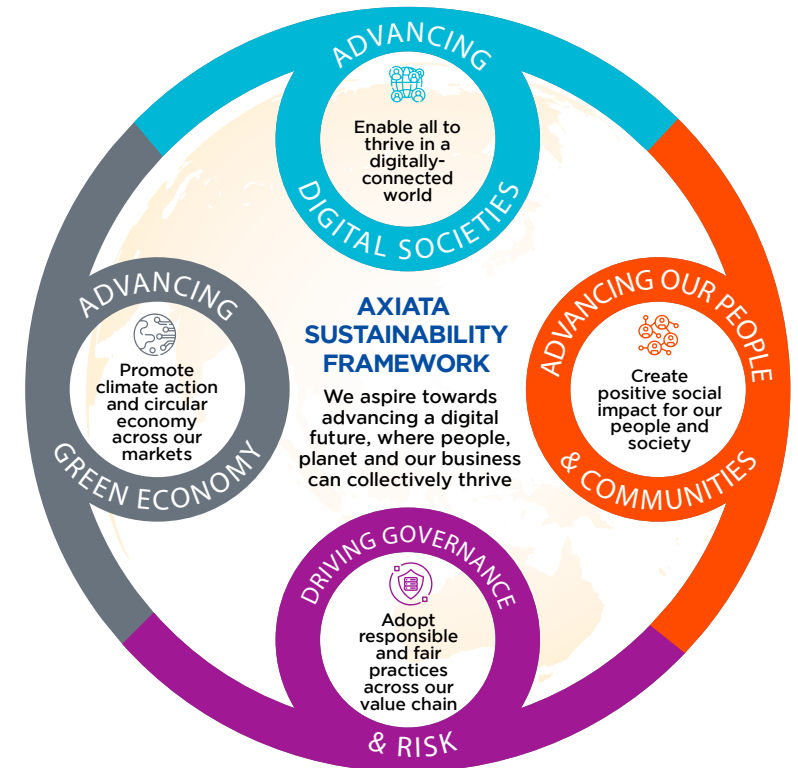 ADVANCING
Enable all to
thrive in a
digitally-
connected
world
DIGITAL SOCIETIES
ADVANCING
Promote
climate action
and circular
economy
across our
markets
GREEN ECONOMY
AXIATA
SUSTAINABILITY
FRAMEWORK
We aspire towards
advancing a digital
future, where people,
planet and our business
can collectively thrive
ADVANCING OUR PEOPLE
Create
positive social
impact for our
people and
society
& COMMUNITIES
DRIVING GOVERNANCE
Adopt
responsible
and fair
practices
across our
value chain
& RISK